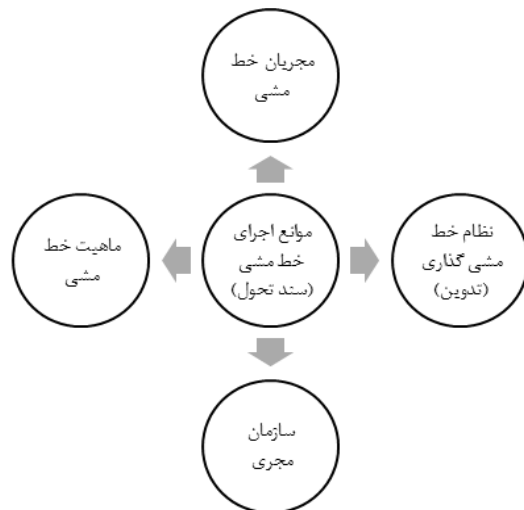 مجریان خط
مشی
نظام خط
مشی گذاری
(تدوین)
موانع اجرای
خط مشی
(سند تحول)
ماهیت خط
مشی
سازمان
مجری